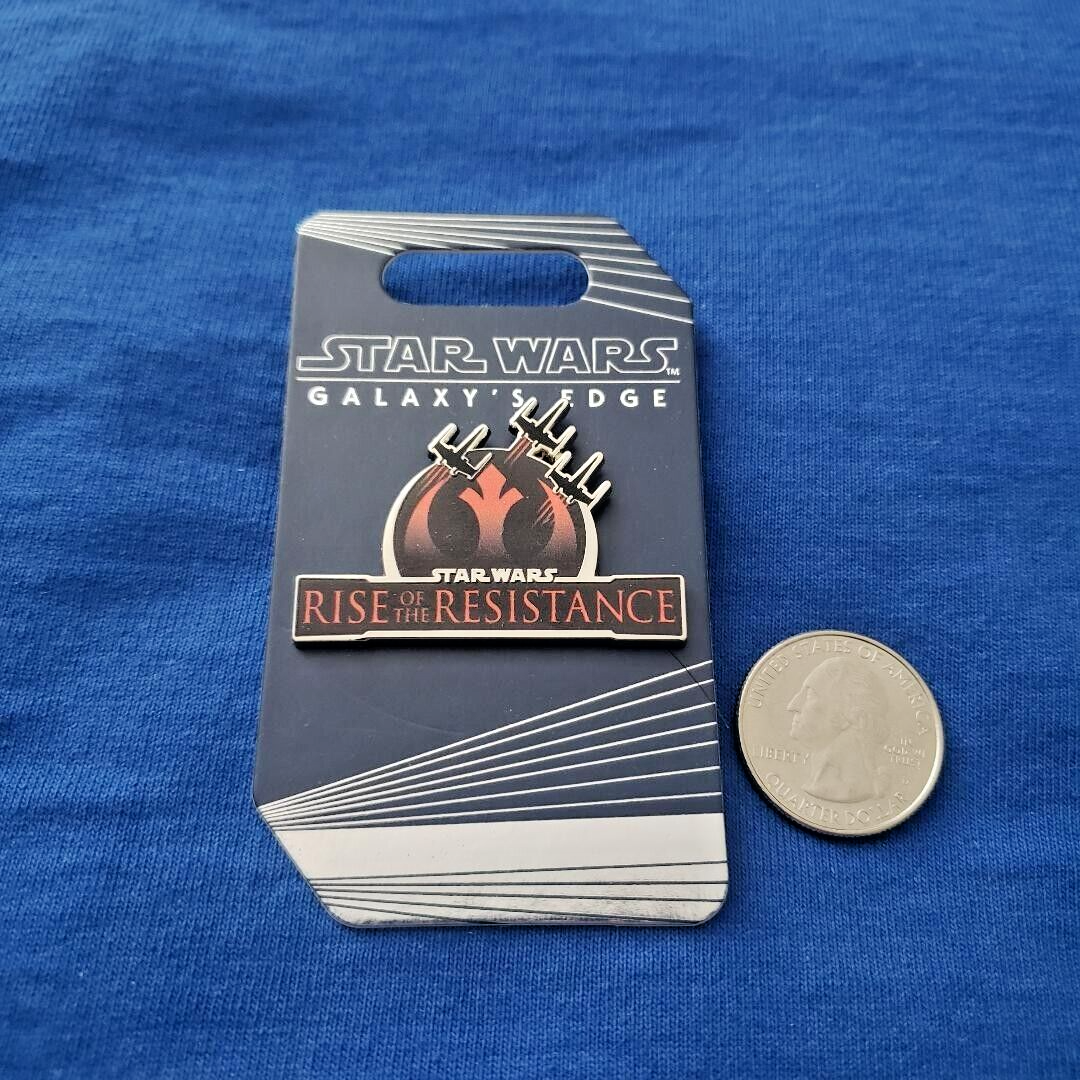 STAR WARS™
GALAXY'S EDGE
STAR WARS
RISE OF THE RESISTANCE
UNITED STATES OF AMERICA
LIBERTY
IN
GOD WE
TRUST
QUARTER DOLLAR